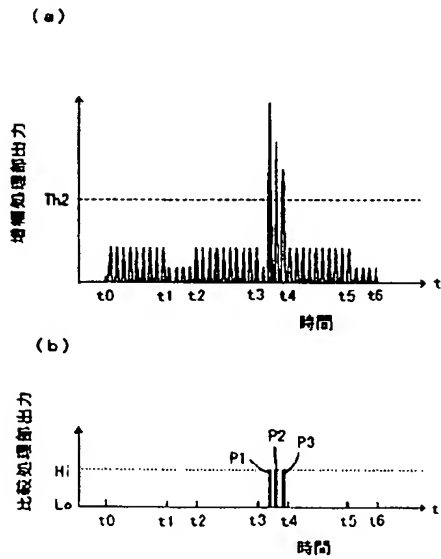 (a)
増幅処理部出力
Th2
t0 t1 t2 t3 t4 t5 t6 t
時間
(b)
比較処理部出力
P1 P2 P3
Hi
Lo
t0 t1 t2 t3 t4 t5 t6 t
時間